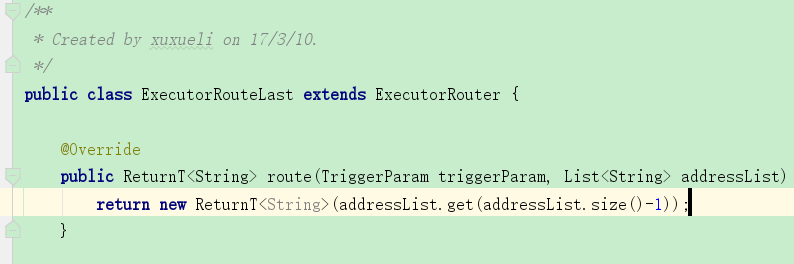 /**
 * Created by xuxueli on 17/3/10.
 */
public class ExecutorRouteLast extends ExecutorRouter {
@Override
public ReturnT<String> route(TriggerParam triggerParam, List<String> addressList)
return new ReturnT<String>(addressList.get(addressList.size()-1));
}